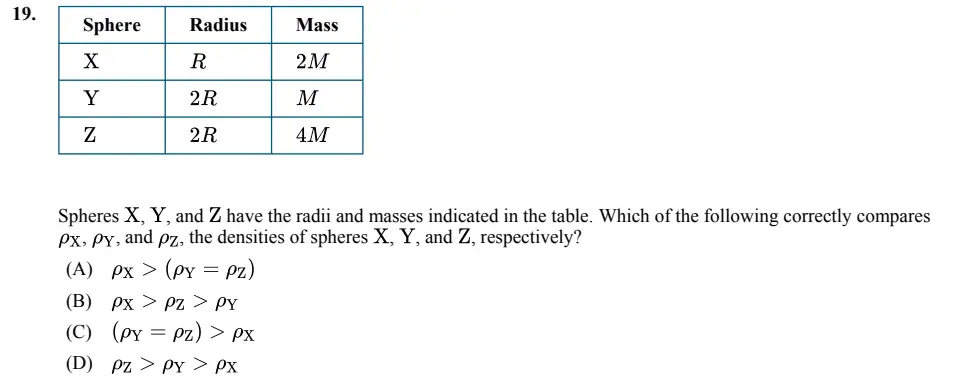 19.
Sphere Radius Mass
X R 2M
Y 2R M
Z 2R 4M
Spheres X, Y, and Z have the radii and masses indicated in the table. Which of the following correctly compares
ρX, ρY, and ρZ, the densities of spheres X, Y, and Z, respectively?
(A) ρX > (ρY = ρZ)
(B) ρX > ρZ > ρY
(C) (ρY = ρZ) > ρX
(D) ρZ > ρY > ρX